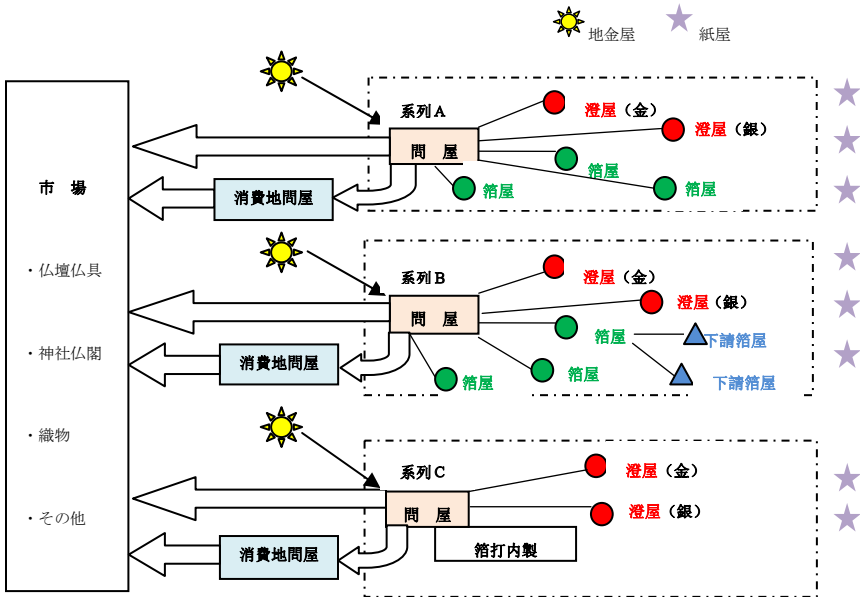 地金屋
紙屋
市　場
・仏壇仏具
・神社仏閣
・織物
・その他
系列A
問　屋
消費地問屋
澄屋（金）
澄屋（銀）
箔屋
箔屋
箔屋
系列B
問　屋
消費地問屋
澄屋（金）
澄屋（銀）
箔屋
下請箔屋
箔屋
箔屋
下請箔屋
系列C
問　屋
消費地問屋
澄屋（金）
澄屋（銀）
箔打内製